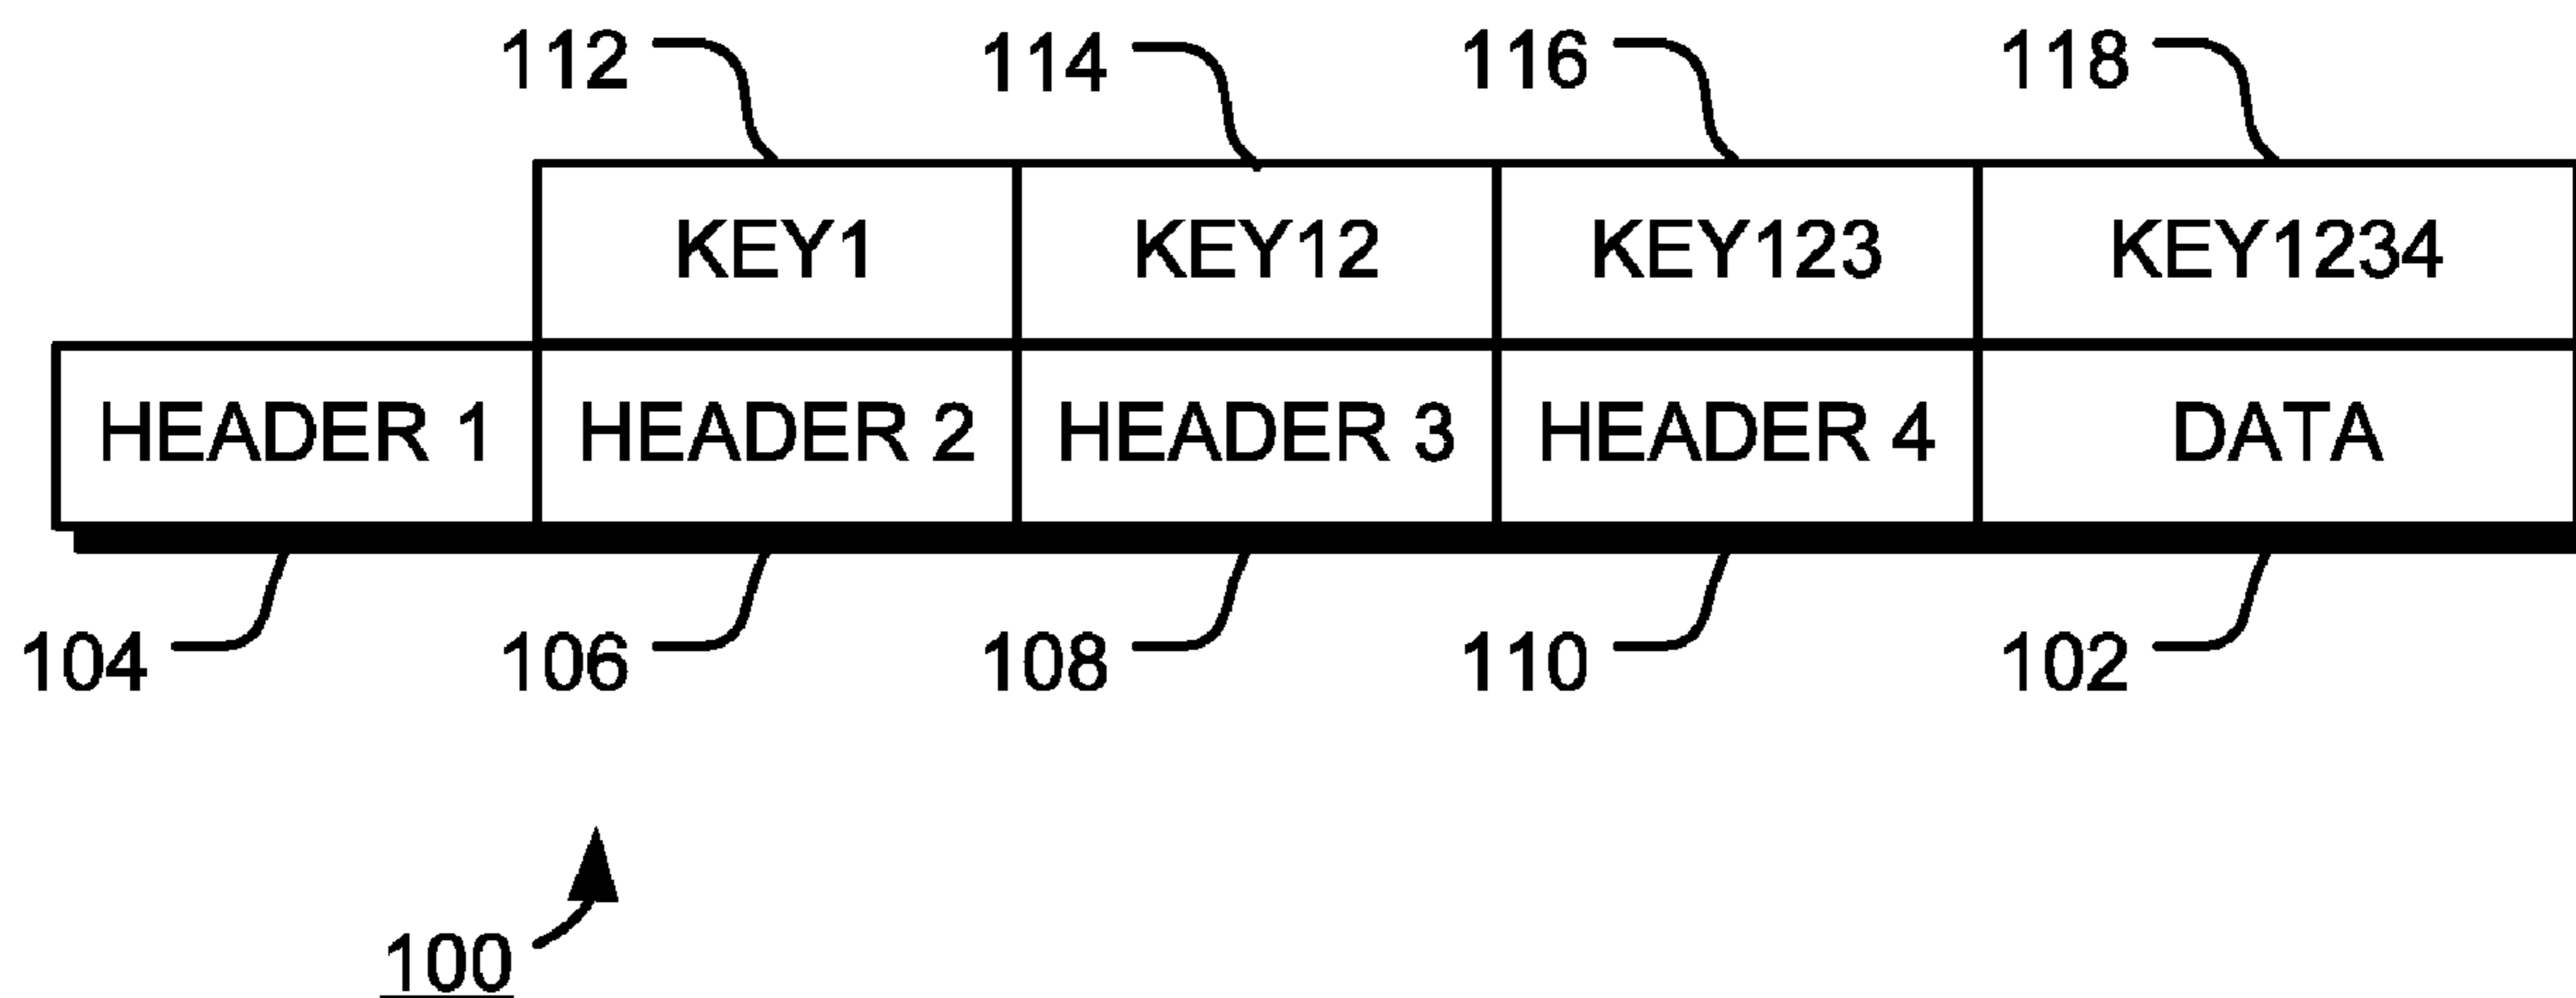 112 114 116 118
KEY1 KEY12 KEY123 KEY1234
HEADER 1 HEADER 2 HEADER 3 HEADER 4 DATA
104 106 108 110 102
100